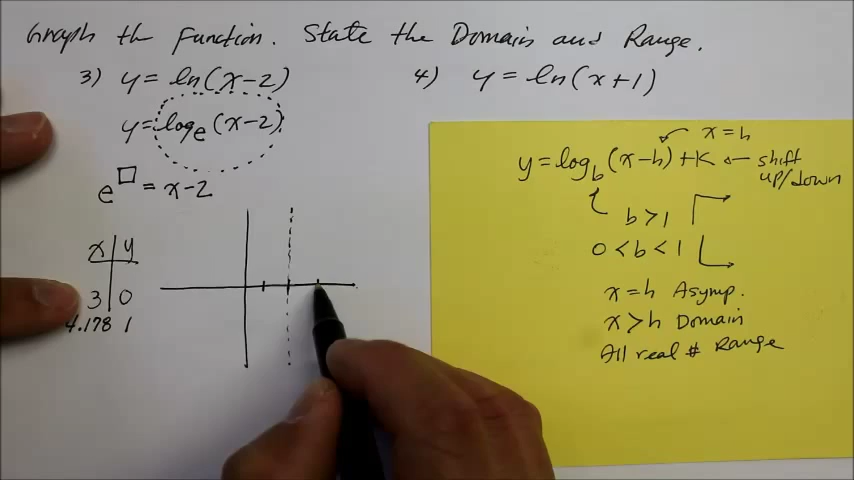 Graph the Function. State the Domain and Range.
3) y = ln(x-2)
y = logₑ(x-2)
e^□ = x-2
x | y
3 | 0
4.178 | 1
4) y = ln(x+1)
x = h
y = log_b(x-h)+K ← shift up/down
b > 1
0 < b < 1
x = h Asymp.
x > h Domain
All real # Range